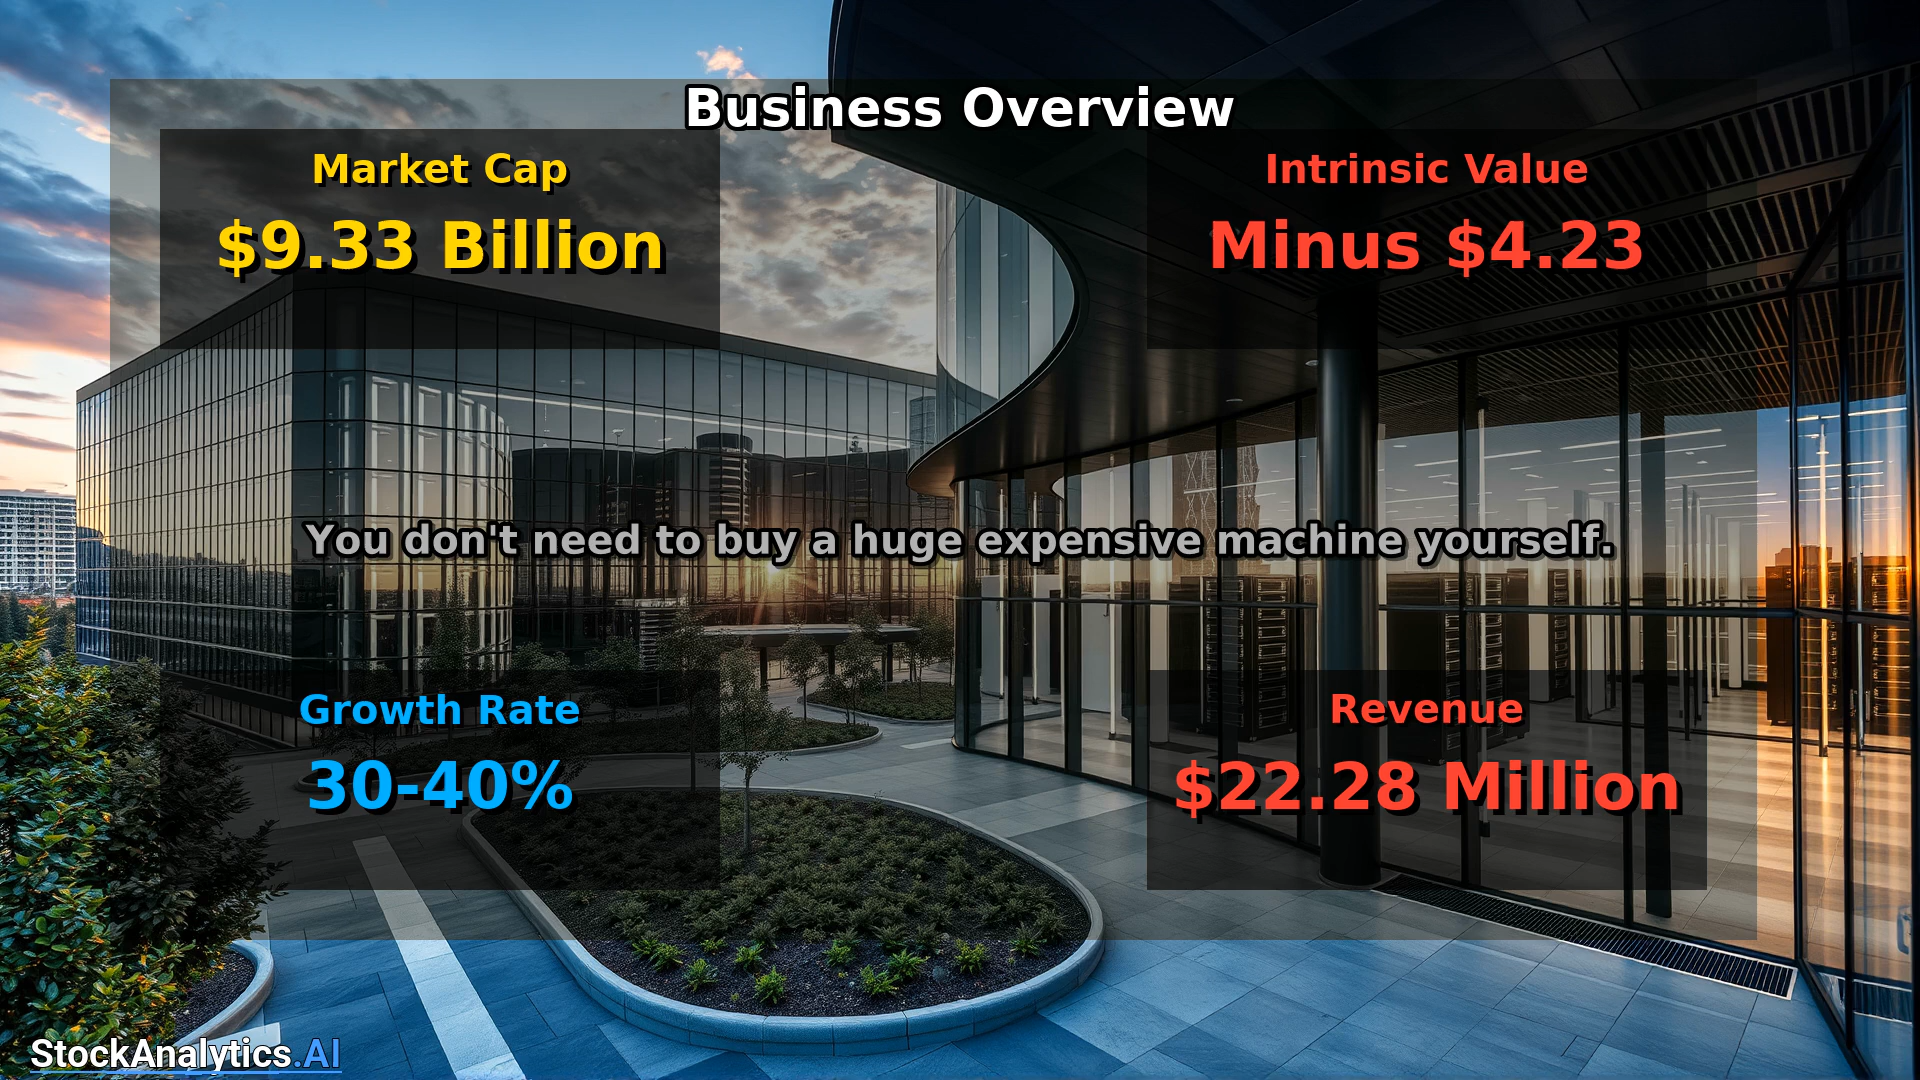 Business Overview
Market Cap
$9.33 Billion
Intrinsic Value
Minus $4.23
You don't need to buy a huge expensive machine yourself.
Growth Rate
30-40%
Revenue
$22.28 Million
StockAnalytics.AI